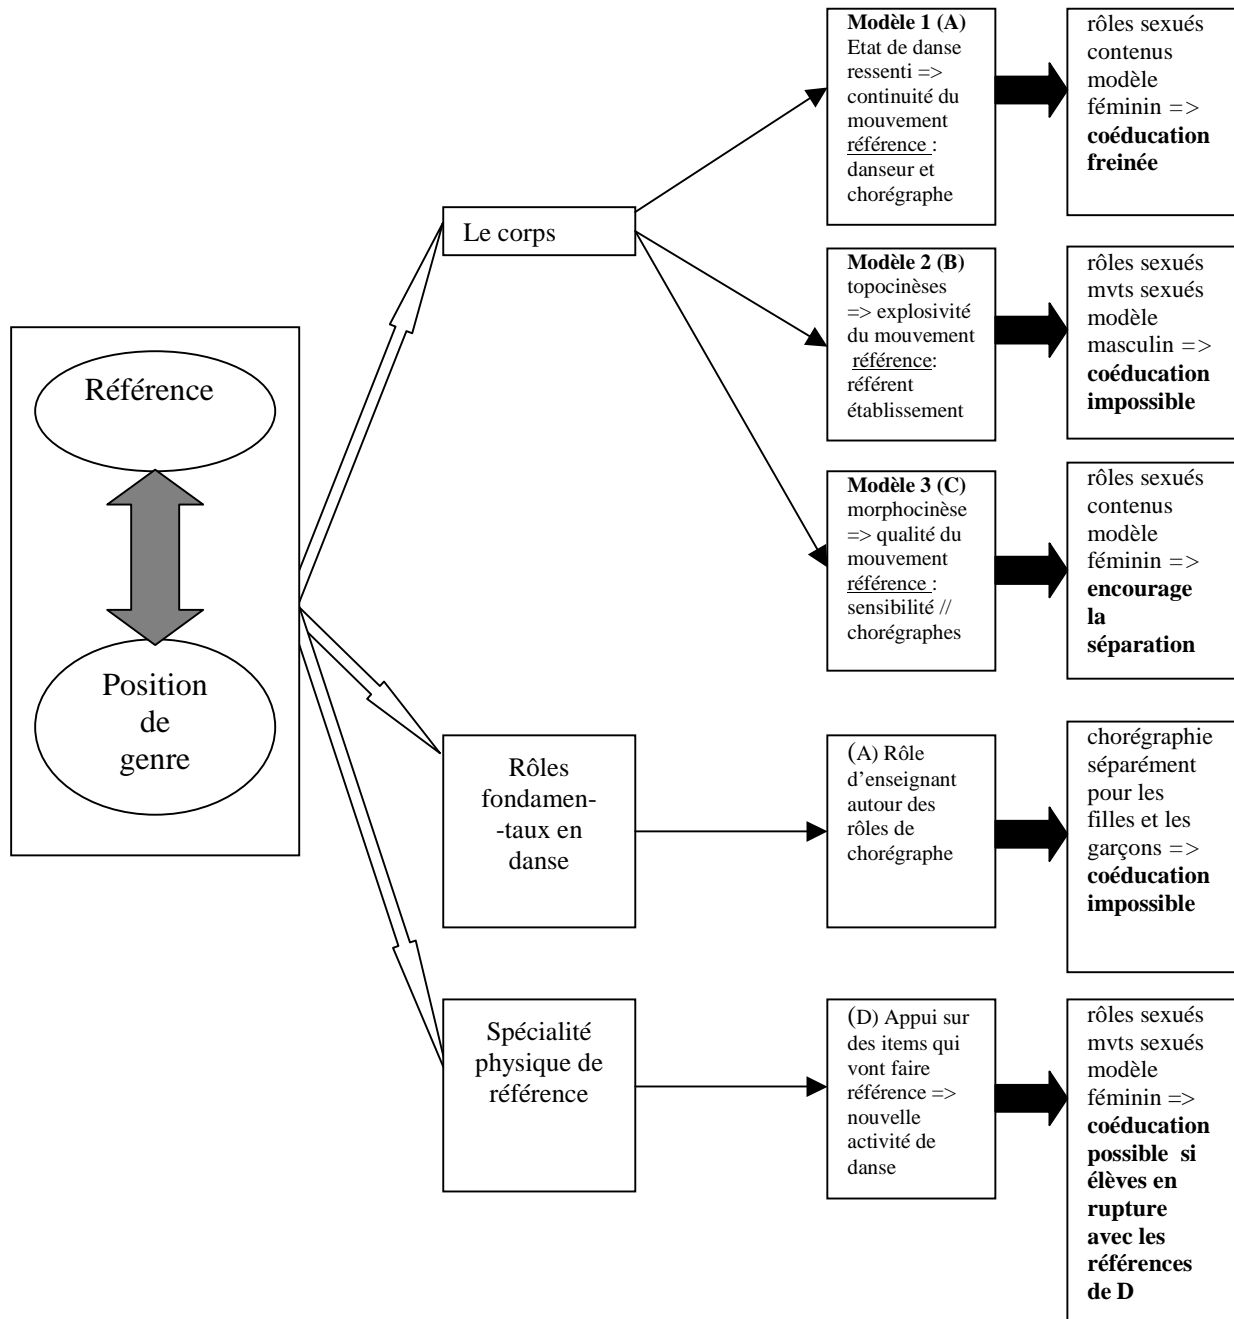 Référence
Position
de
genre
Le corps
Modèle 1 (A)
Etat de danse
ressenti =>
continuité du
mouvement
référence :
danseur et
chorégraphe
rôles sexués
contenus
modèle
féminin =>
coéducation
freinée
Modèle 2 (B)
topocinèses
=> explosivité
du mouvement
référence:
référent
établissement
rôles sexués
mvts sexués
modèle
masculin =>
coéducation
impossible
Modèle 3 (C)
morphocinèse
=> qualité du
mouvement
référence :
sensibilité //
chorégraphes
rôles sexués
contenus
modèle
féminin =>
encourage
la
séparation
Rôles
fondamen-
-taux en
danse
(A) Rôle
d’enseignant
autour des
rôles de
chorégraphe
chorégraphie
séparément
pour les
filles et les
garçons =>
coéducation
impossible
Spécialité
physique de
référence
(D) Appui sur
des items qui
vont faire
référence =>
nouvelle
activité de
danse
rôles sexués
mvts sexués
modèle
féminin =>
coéducation
possible si
élèves en
rupture
avec les
références
de D